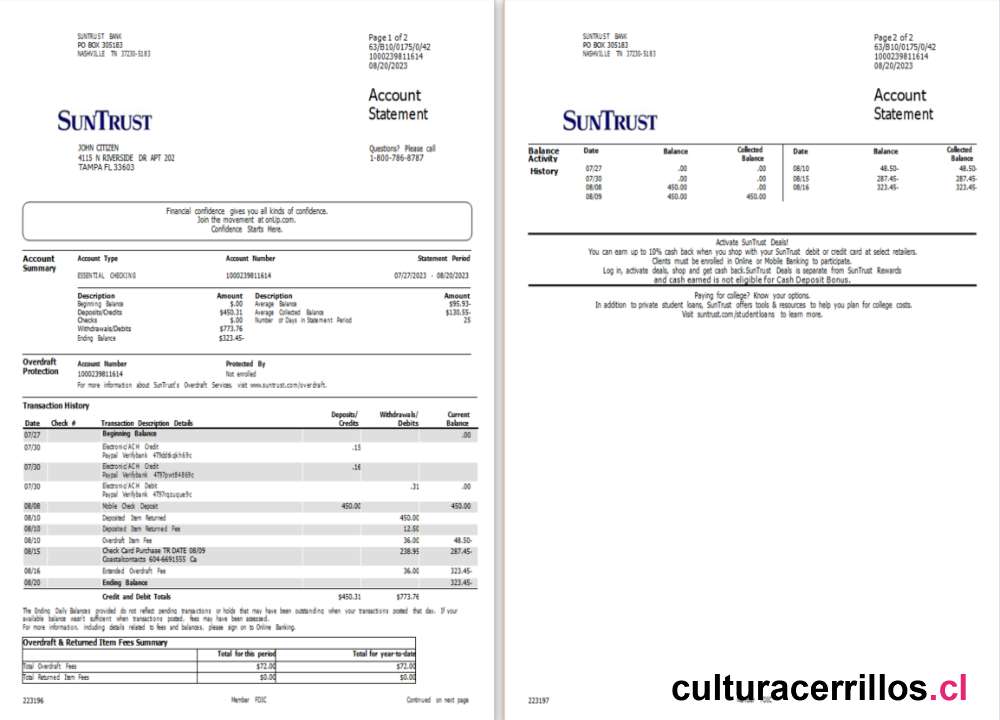 SUNTRUST BANK
PO BOX 305183
NASHVILLE TN 37230-5183
Page 1 of 2
63/B10/0175/0/42
1000239811614
08/20/2023
Account
Statement
SUNTRUST
JOHN CITIZEN
4115 N RIVERSIDE DR APT 202
TAMPA FL 33603
Questions? Please call
1-800-786-8787
Financial confidence gives you all kinds of confidence.
Join the movement at onUp.com.
Confidence Starts Here.
Account Summary
Account Type Account Number Statement Period
ESSENTIAL CHECKING 1000239811614 07/27/2023 - 08/20/2023
Description Amount Description Amount
Beginning Balance $.00 Average Balance $95.93-
Deposits/Credits $450.31 Average Collected Balance $130.55-
Checks $.00 Number of Days in Statement Period 25
Withdrawals/Debits $773.76
Ending Balance $323.45-
Overdraft Protection
Account Number Protected By
1000239811614 Not enrolled
For more information about SunTrust's Overdraft Services, visit www.suntrust.com/overdraft.
Transaction History
Date Check # Transaction Description Details Deposits/Credits Withdrawals/Debits Current Balance
07/27 Beginning Balance .00
07/30 Electronic/ACH Credit .15
Paypal Verifybank
07/30 Electronic/ACH Credit .16
Paypal Verifybank
07/30 Electronic/ACH Debit .31 .00
Paypal Verifybank
08/08 Mobile Check Deposit 450.00 450.00
08/10 Deposited Item Returned 450.00
08/10 Deposited Item Returned Fee 12.50
08/10 Overdraft Item Fee 36.00 48.50-
08/15 Check Card Purchase TR DATE 08/09 238.95 287.45-
Coastalcontacts 604-6691555 Ca
08/16 Extended Overdraft Fee 36.00 323.45-
08/20 Ending Balance 323.45-
Credit and Debit Totals $450.31 $773.76
The Ending Daily Balances provided do not reflect pending transactions or holds that may have been outstanding when your transactions posted that day. If your
available balance wasn't sufficient when transactions posted, fees may have been assessed.
For more information, including details related to fees and balances, please sign on to Online Banking.
Overdraft & Returned Item Fees Summary
Total for this period Total for year-to-date
Total Overdraft Fees $72.00 $72.00
Total Returned Item Fees $0.00 $0.00
223196 Member FDIC Continued on next page
SUNTRUST BANK
PO BOX 305183
NASHVILLE TN 37230-5183
Page 2 of 2
63/B10/0175/0/42
1000239811614
08/20/2023
Account
Statement
SUNTRUST
Balance Activity History
Date Balance Collected Balance Date Balance Collected Balance
07/27 .00 .00 08/10 48.50- 48.50-
07/30 .00 .00 08/15 287.45- 287.45-
08/08 450.00 .00 08/16 323.45- 323.45-
08/09 450.00 450.00
Activate SunTrust Deals!
You can earn up to 10% cash back when you shop with your SunTrust debit or credit card at select retailers.
Clients must be enrolled in Online or Mobile Banking to participate.
Log in, activate deals, shop and get cash back.SunTrust Deals is separate from SunTrust Rewards
and cash earned is not eligible for Cash Deposit Bonus.
Paying for college? Know your options.
In addition to private student loans, SunTrust offers tools & resources to help you plan for college costs.
Visit suntrust.com/studentloans to learn more.
223197
culturacerrillos.cl